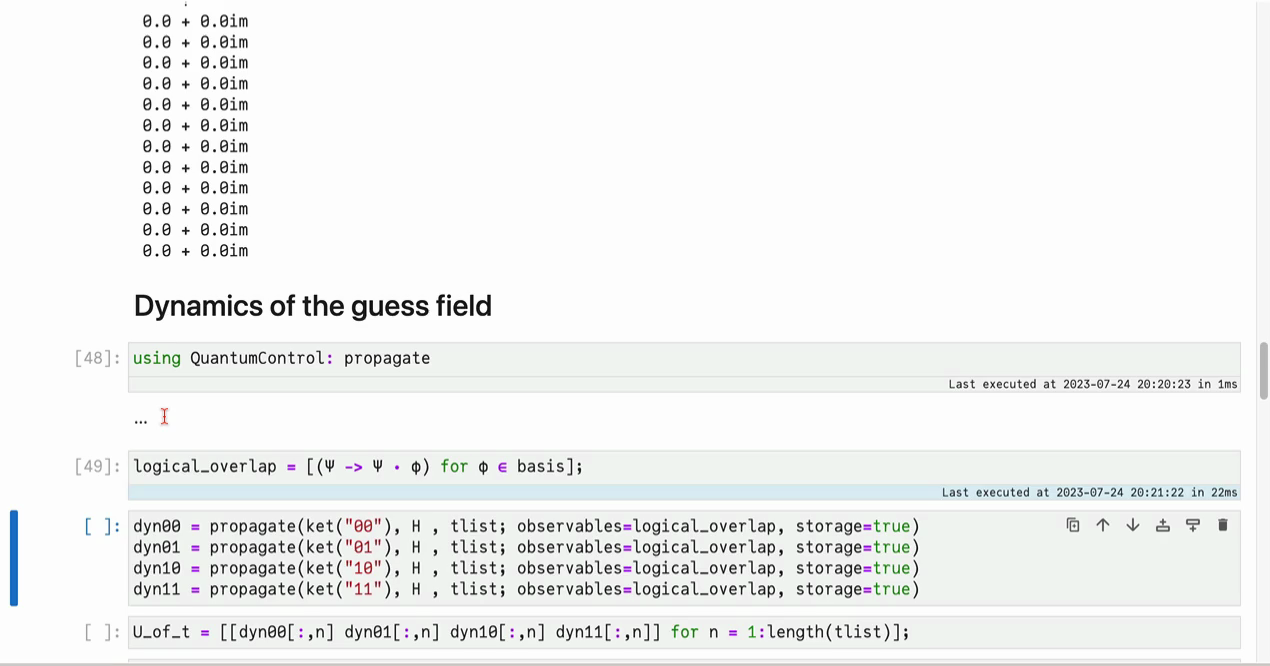 0.0 + 0.0im
0.0 + 0.0im
0.0 + 0.0im
0.0 + 0.0im
0.0 + 0.0im
0.0 + 0.0im
0.0 + 0.0im
0.0 + 0.0im
0.0 + 0.0im
0.0 + 0.0im
0.0 + 0.0im
0.0 + 0.0im
Dynamics of the guess field
[48]: using QuantumControl: propagate
Last executed at 2023-07-24 20:20:23 in 1ms
...
[49]: logical_overlap = [(Ψ -> Ψ ⋅ ϕ) for ϕ ∈ basis];
Last executed at 2023-07-24 20:21:22 in 22ms
[ ]: dyn00 = propagate(ket("00"), H , tlist; observables=logical_overlap, storage=true)
dyn01 = propagate(ket("01"), H , tlist; observables=logical_overlap, storage=true)
dyn10 = propagate(ket("10"), H , tlist; observables=logical_overlap, storage=true)
dyn11 = propagate(ket("11"), H , tlist; observables=logical_overlap, storage=true)
[ ]: U_of_t = [[dyn00[:,n] dyn01[:,n] dyn10[:,n] dyn11[:,n]] for n = 1:length(tlist)];